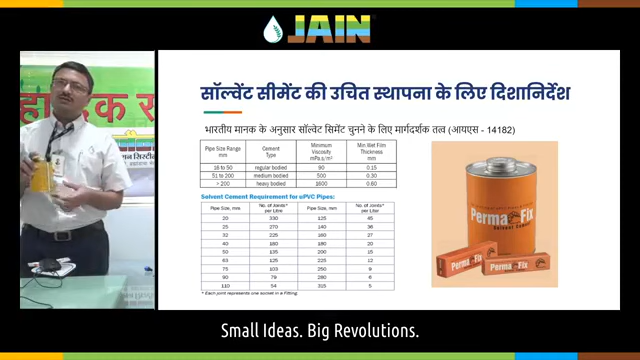 JAIN
सॉल्वेंट सीमेंट की उचित स्थापना के लिए दिशानिर्देश
भारतीय मानक के अनुसार सॉल्वेंट सिमेंट चुनने के लिए मार्गदर्शक तत्व (आयएस - 14182)
Pipe Size Range mm | Cement Type | Minimum Viscosity mPa.s/m² | Min.Wet Film Thickness mm
16 to 50 | regular bodied | 90 | 0.15
51 to 200 | medium bodied | 500 | 0.30
> 200 | heavy bodied | 1600 | 0.60
Solvent Cement Requirement for uPVC Pipes:
Pipe Size, mm | No. of Joints* per Litre | Pipe Size, mm | No. of Joints* per Liter
20 | 330 | 125 | 45
25 | 270 | 140 | 36
32 | 225 | 160 | 27
40 | 180 | 180 | 20
50 | 135 | 200 | 15
63 | 125 | 225 | 12
75 | 103 | 250 | 9
90 | 79 | 280 | 6
110 | 54 | 315 | 5
* Each joint represents one socket in a Fitting.
Perma Fix
Solvent Cement
Perma Fix
Perma Fix
Small Ideas. Big Revolutions.